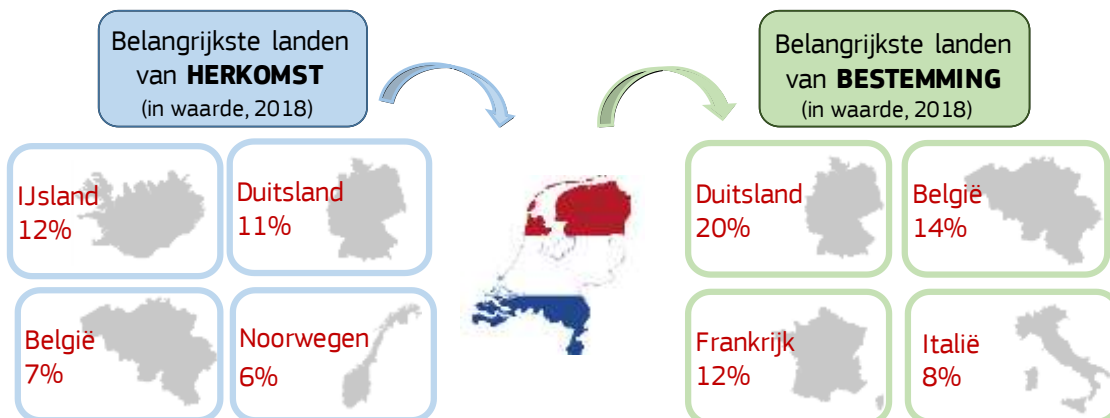 Belangrijkste landen
van HERKOMST
(in waarde, 2018)
Belangrijkste landen
van BESTEMMING
(in waarde, 2018)
IJsland
12%
Duitsland
11%
België
7%
Noorwegen
6%
Duitsland
20%
België
14%
Frankrijk
12%
Italië
8%